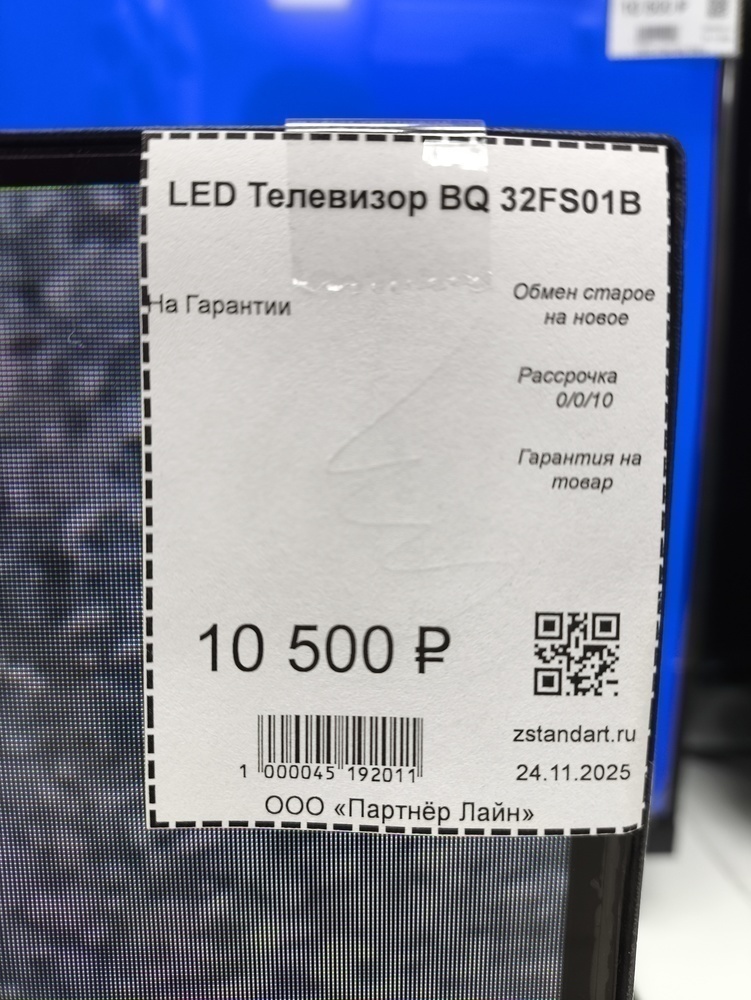 LED Телевизор BQ 32FS01B
На Гарантии
Обмен старое
на новое
Рассрочка
0/0/10
Гарантия на
товар
10 500 ₽
zstandart.ru
1 000045 192011
24.11.2025
ООО «Партнёр Лайн»